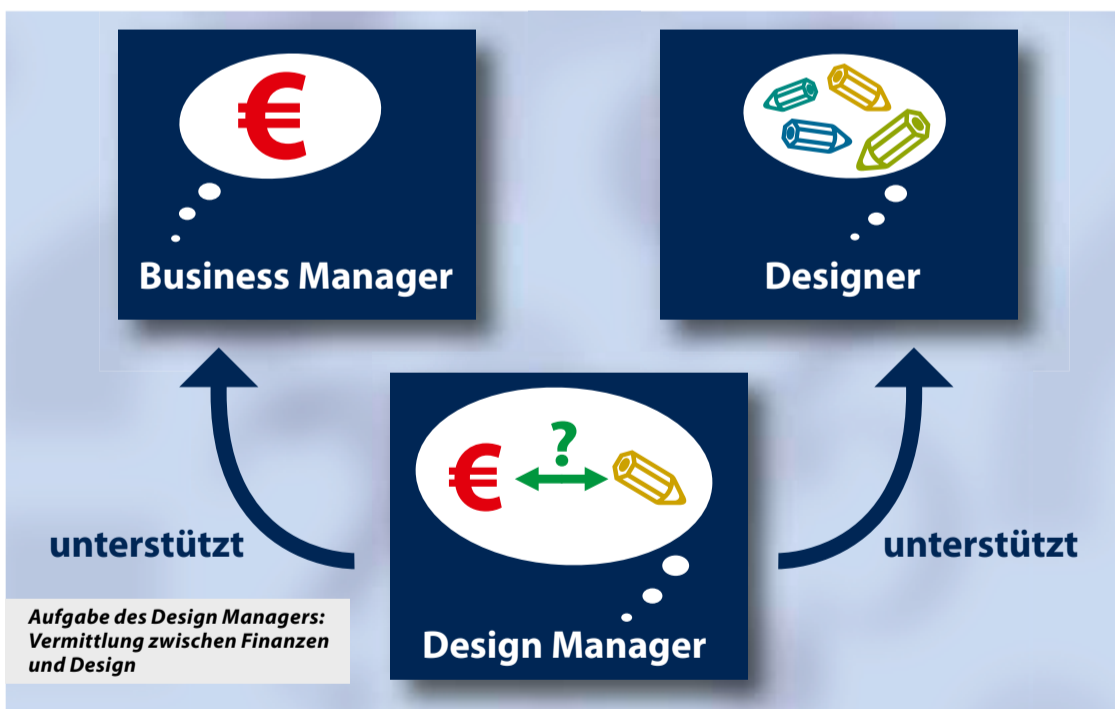 €
Business Manager
Designer
?
€
unterstützt
unterstützt
Design Manager
Aufgabe des Design Managers:
Vermittlung zwischen Finanzen
und Design